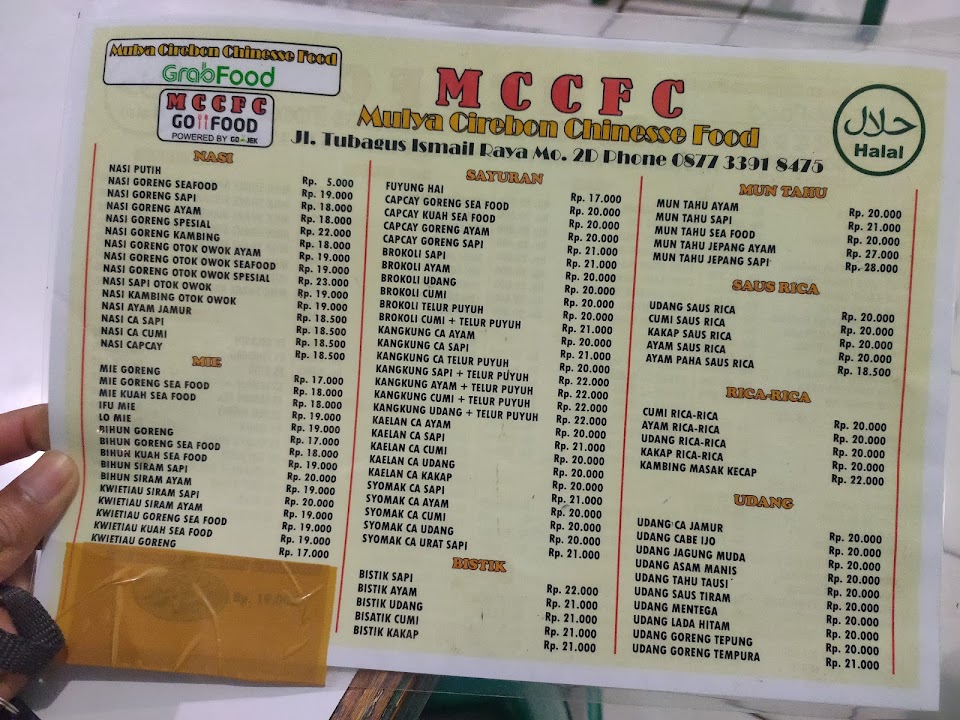 Mulya Cirebon Chinesse Food
GrabFood
M C C F C
GO FOOD
POWERED BY GO-JEK
M C C F C
Mulya Cirebon Chinesse Food
Jl. Tubagus Ismail Raya No. 2D Phone 0877 3391 8475
حلال
Halal
NASI
NASI PUTIH Rp. 5.000
NASI GORENG SEAFOOD Rp. 19.000
NASI GORENG SAPI Rp. 18.000
NASI GORENG AYAM Rp. 18.000
NASI GORENG SPESIAL Rp. 22.000
NASI GORENG KAMBING Rp. 18.000
NASI GORENG OTOK OWOK AYAM Rp. 19.000
NASI GORENG OTOK OWOK SEAFOOD Rp. 19.000
NASI GORENG OTOK OWOK SPESIAL Rp. 23.000
NASI SAPI OTOK OWOK Rp. 19.000
NASI KAMBING OTOK OWOK Rp. 19.000
NASI AYAM JAMUR Rp. 18.500
NASI CA SAPI Rp. 18.500
NASI CA CUMI Rp. 18.500
NASI CAPCAY Rp. 18.500
MIE
MIE GORENG Rp. 17.000
MIE GORENG SEA FOOD Rp. 18.000
MIE KUAH SEA FOOD Rp. 18.000
IFU MIE Rp. 19.000
LO MIE Rp. 19.000
BIHUN GORENG Rp. 17.000
BIHUN GORENG SEA FOOD Rp. 18.000
BIHUN KUAH SEA FOOD Rp. 19.000
BIHUN SIRAM SAPI Rp. 20.000
BIHUN SIRAM AYAM Rp. 19.000
KWIETIAU SIRAM SAPI Rp. 20.000
KWIETIAU SIRAM AYAM Rp. 19.000
KWIETIAU GORENG SEA FOOD Rp. 19.000
KWIETIAU KUAH SEA FOOD Rp. 19.000
KWIETIAU GORENG Rp. 17.000
SAYURAN
FUYUNG HAI Rp. 17.000
CAPCAY GORENG SEA FOOD Rp. 20.000
CAPCAY KUAH SEA FOOD Rp. 20.000
CAPCAY GORENG AYAM Rp. 20.000
CAPCAY GORENG SAPI Rp. 21.000
BROKOLI SAPI Rp. 21.000
BROKOLI AYAM Rp. 20.000
BROKOLI UDANG Rp. 20.000
BROKOLI CUMI Rp. 20.000
BROKOLI TELUR PUYUH Rp. 20.000
BROKOLI CUMI + TELUR PUYUH Rp. 21.000
KANGKUNG CA AYAM Rp. 20.000
KANGKUNG CA SAPI Rp. 21.000
KANGKUNG CA TELUR PUYUH Rp. 20.000
KANGKUNG SAPI + TELUR PUYUH Rp. 22.000
KANGKUNG AYAM + TELUR PUYUH Rp. 22.000
KANGKUNG CUMI + TELUR PUYUH Rp. 22.000
KANGKUNG UDANG + TELUR PUYUH Rp. 22.000
KAELAN CA AYAM Rp. 20.000
KAELAN CA SAPI Rp. 21.000
KAELAN CA CUMI Rp. 20.000
KAELAN CA UDANG Rp. 20.000
KAELAN CA KAKAP Rp. 20.000
SYOMAK CA SAPI Rp. 21.000
SYOMAK CA AYAM Rp. 20.000
SYOMAK CA CUMI Rp. 20.000
SYOMAK CA UDANG Rp. 20.000
SYOMAK CA URAT SAPI Rp. 21.000
BISTIK
BISTIK SAPI Rp. 22.000
BISTIK AYAM Rp. 21.000
BISTIK UDANG Rp. 21.000
BISATIK CUMI Rp. 21.000
BISTIK KAKAP Rp. 21.000
MUN TAHU
MUN TAHU AYAM Rp. 20.000
MUN TAHU SAPI Rp. 21.000
MUN TAHU SEA FOOD Rp. 20.000
MUN TAHU JEPANG AYAM Rp. 27.000
MUN TAHU JEPANG SAPI Rp. 28.000
SAUS RICA
UDANG SAUS RICA Rp. 20.000
CUMI SAUS RICA Rp. 20.000
KAKAP SAUS RICA Rp. 20.000
AYAM SAUS RICA Rp. 20.000
AYAM PAHA SAUS RICA Rp. 18.500
RICA-RICA
CUMI RICA-RICA Rp. 20.000
AYAM RICA-RICA Rp. 20.000
UDANG RICA-RICA Rp. 20.000
KAKAP RICA-RICA Rp. 20.000
KAMBING MASAK KECAP Rp. 22.000
UDANG
UDANG CA JAMUR Rp. 20.000
UDANG CABE IJO Rp. 20.000
UDANG JAGUNG MUDA Rp. 20.000
UDANG ASAM MANIS Rp. 20.000
UDANG TAHU TAUSI Rp. 20.000
UDANG SAUS TIRAM Rp. 20.000
UDANG MENTEGA Rp. 20.000
UDANG LADA HITAM Rp. 20.000
UDANG GORENG TEPUNG Rp. 20.000
UDANG GORENG TEMPURA Rp. 21.000